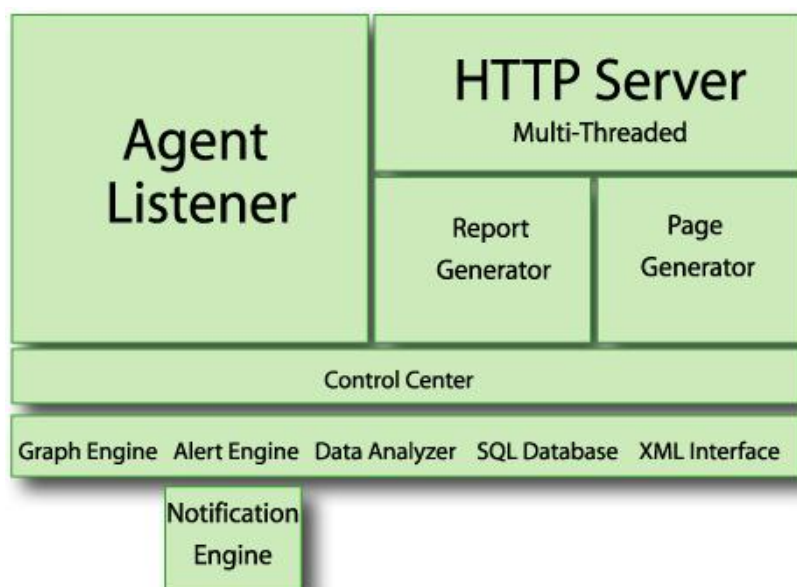 Agent
Listener
HTTP Server
Multi-Threaded
Report
Generator
Page
Generator
Control Center
Graph Engine Alert Engine Data Analyzer SQL Database XML Interface
Notification
Engine